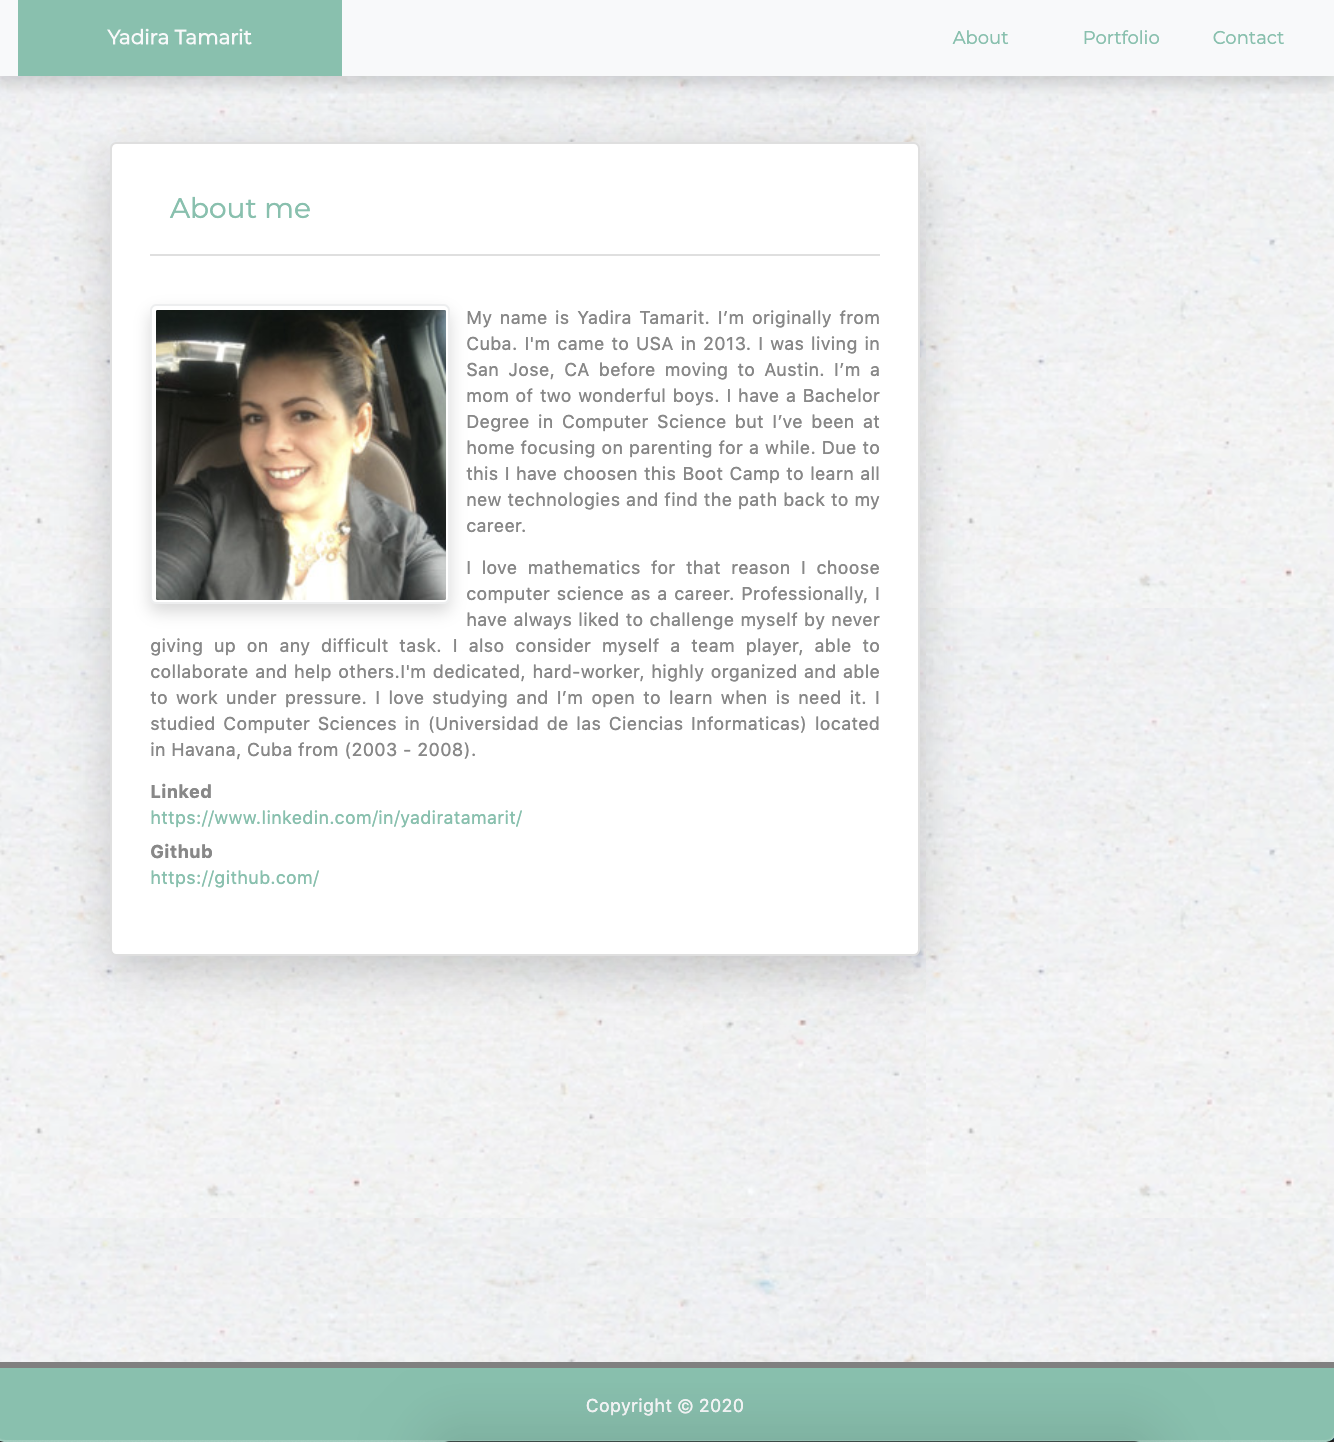 Yadira Tamarit
About
Portfolio
Contact
About me
My name is Yadira Tamarit. I’m originally from
Cuba. I'm came to USA in 2013. I was living in
San Jose, CA before moving to Austin. I’m a
mom of two wonderful boys. I have a Bachelor
Degree in Computer Science but I’ve been at
home focusing on parenting for a while. Due to
this I have choosen this Boot Camp to learn all
new technologies and find the path back to my
career.
I love mathematics for that reason I choose
computer science as a career. Professionally, I
have always liked to challenge myself by never
giving up on any difficult task. I also consider myself a team player, able to
collaborate and help others.I'm dedicated, hard-worker, highly organized and able
to work under pressure. I love studying and I’m open to learn when is need it. I
studied Computer Sciences in (Universidad de las Ciencias Informaticas) located
in Havana, Cuba from (2003 - 2008).
Linked
https://www.linkedin.com/in/yadiratamarit/
Github
https://github.com/
Copyright © 2020